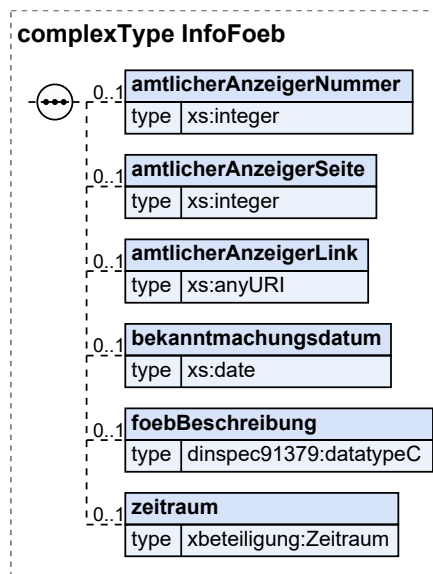 complexType InfoFoeb
0..1 amtlicherAnzeigerNummer
type xs:integer
0..1 amtlicherAnzeigerSeite
type xs:integer
0..1 amtlicherAnzeigerLink
type xs:anyURI
0..1 bekanntmachungsdatum
type xs:date
0..1 foebBeschreibung
type dinspec91379:datatypeC
0..1 zeitraum
type xbeteiligung:Zeitraum